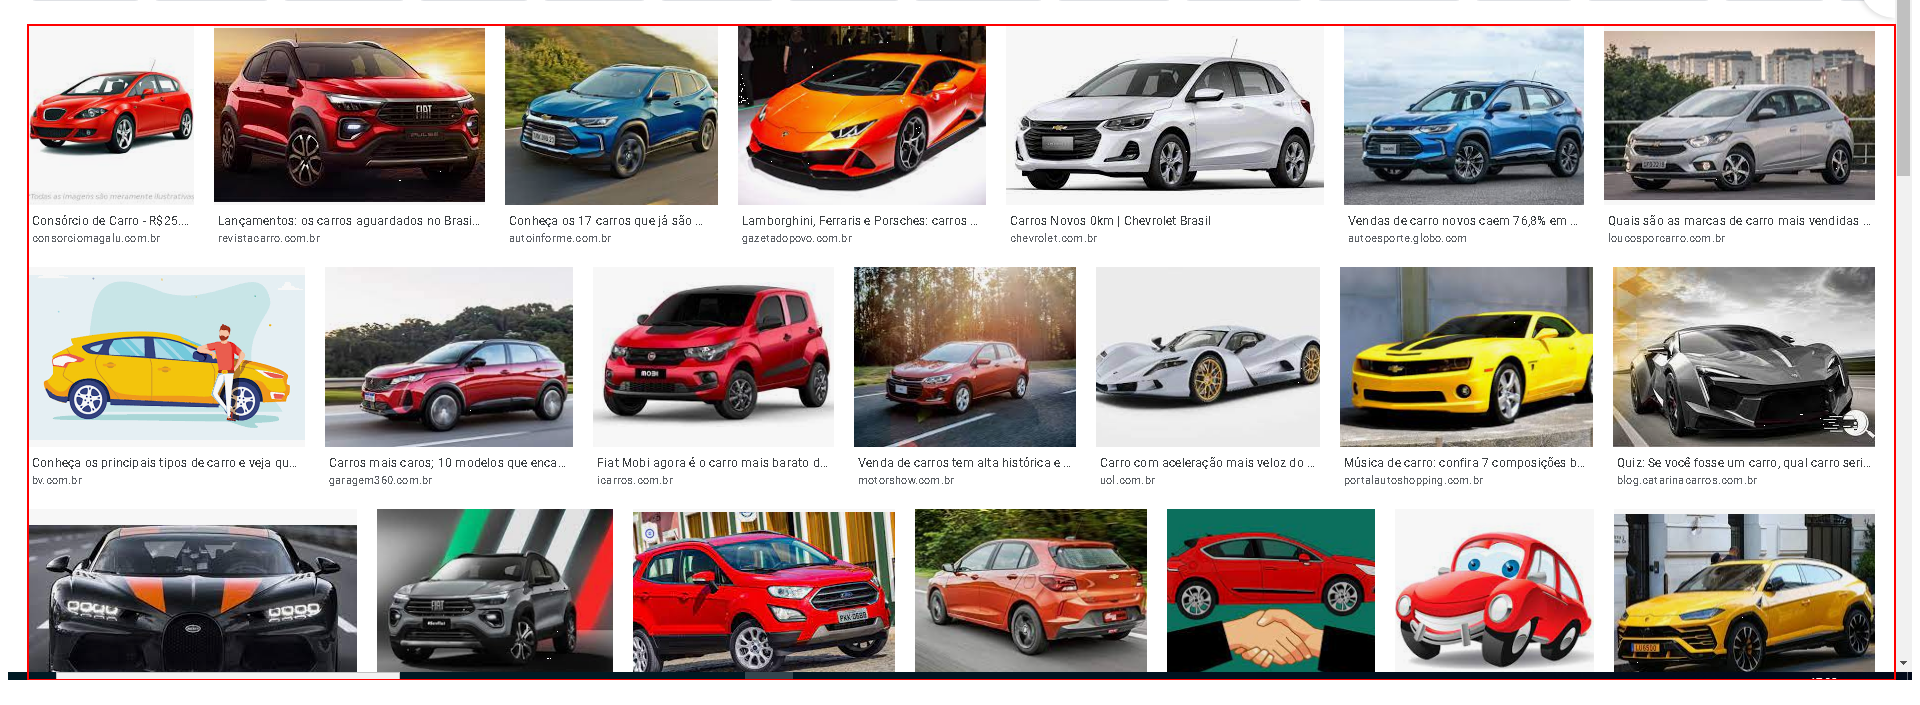 *Todas as imagem são meramente ilustrativas
FIAT
PULSE
Consórcio de Carro - R$25....
Lançamentos: os carros aguardados no Brasi...
Conheça os 17 carros que já são ...
Lamborghini, Ferraris e Porsches: carros ...
Carros Novos 0km | Chevrolet Brasil
Vendas de carro novos caem 76,8% em ...
Quais são as marcas de carro mais vendidas ...
consorciomagalu.com.br
revistacarro.com.br
autoinforme.com.br
gazetadopovo.com.br
chevrolet.com.br
autoesporte.globo.com
loucosporcarro.com.br
MOBI
Conheça os principais tipos de carro e veja qu...
Carros mais caros; 10 modelos que enca...
Fiat Mobi agora é o carro mais barato d...
Venda de carros tem alta histórica e ...
Carro com aceleração mais veloz do ...
Música de carro: confira 7 composições b...
Quiz: Se você fosse um carro, qual carro seri...
bv.com.br
garagem360.com.br
icarros.com.br
motorshow.com.br
uol.com.br
portalautoshopping.com.br
blog.catarinacarros.com.br
FIAT